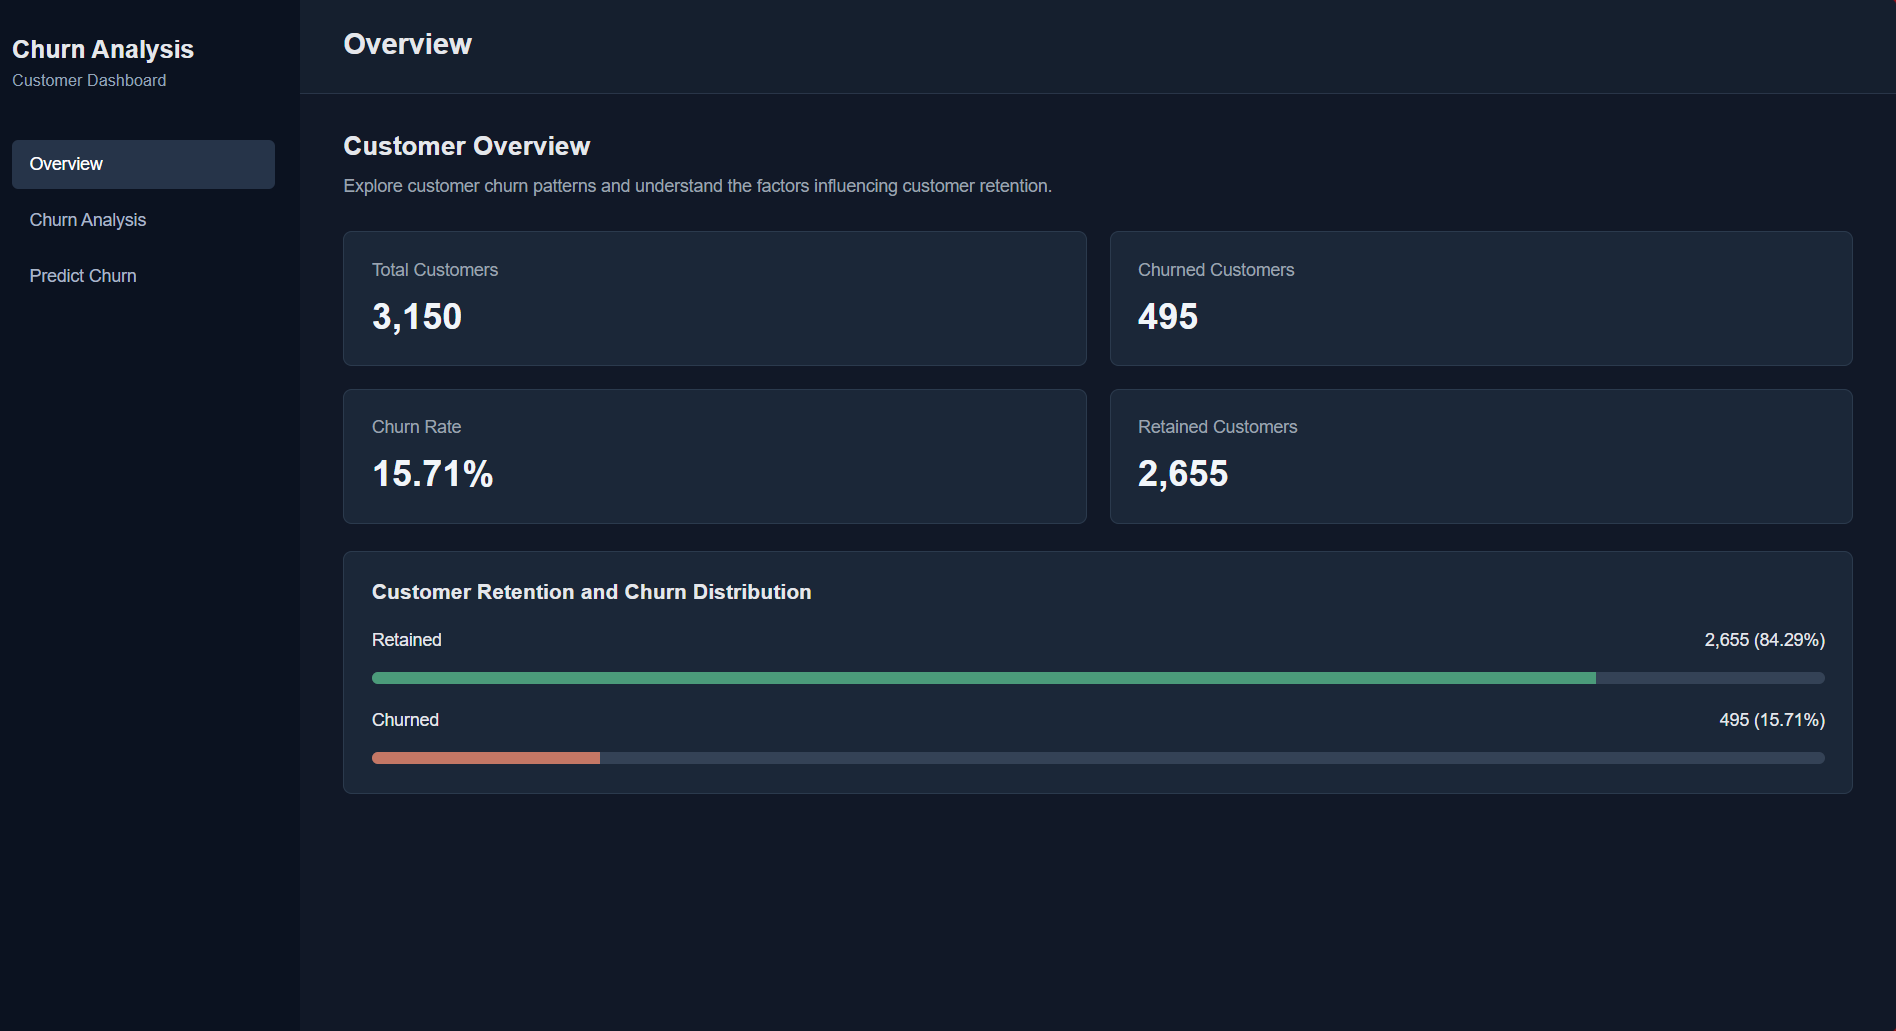 Churn Analysis
Customer Dashboard
Overview
Churn Analysis
Predict Churn
Overview
Customer Overview
Explore customer churn patterns and understand the factors influencing customer retention.
Total Customers
3,150
Churned Customers
495
Churn Rate
15.71%
Retained Customers
2,655
Customer Retention and Churn Distribution
Retained 2,655 (84.29%)
Churned 495 (15.71%)